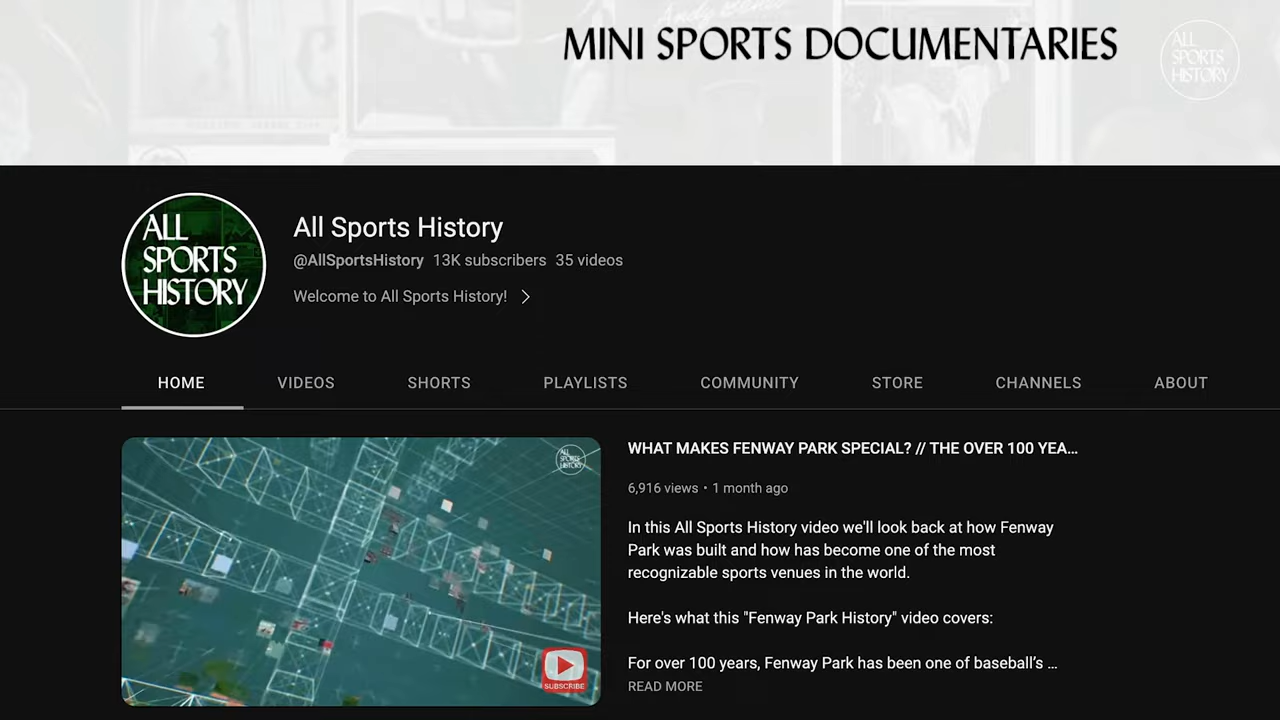 MINI SPORTS DOCUMENTARIES
ALL
SPORTS
HISTORY
ALL
SPORTS
HISTORY
All Sports History
@AllSportsHistory 13K subscribers 35 videos
Welcome to All Sports History!
HOME VIDEOS SHORTS PLAYLISTS COMMUNITY STORE CHANNELS ABOUT
ALL
SPORTS
HISTORY
SUBSCRIBE
WHAT MAKES FENWAY PARK SPECIAL? // THE OVER 100 YEA...
6,916 views • 1 month ago
In this All Sports History video we'll look back at how Fenway
Park was built and how has become one of the most
recognizable sports venues in the world.
Here's what this "Fenway Park History" video covers:
For over 100 years, Fenway Park has been one of baseball’s ...
READ MORE